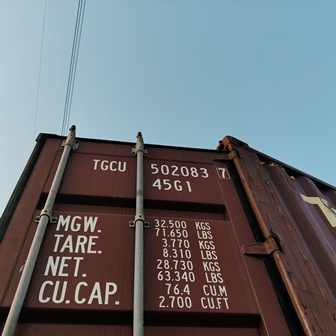 TGCU 502083 7
45G1
MGW. 32.500 KGS
71.650 LBS
TARE. 3.770 KGS
8.310 LBS
NET. 28.730 KGS
63.340 LBS
CU.CAP. 76.4 CU.M
2.700 CU.FT